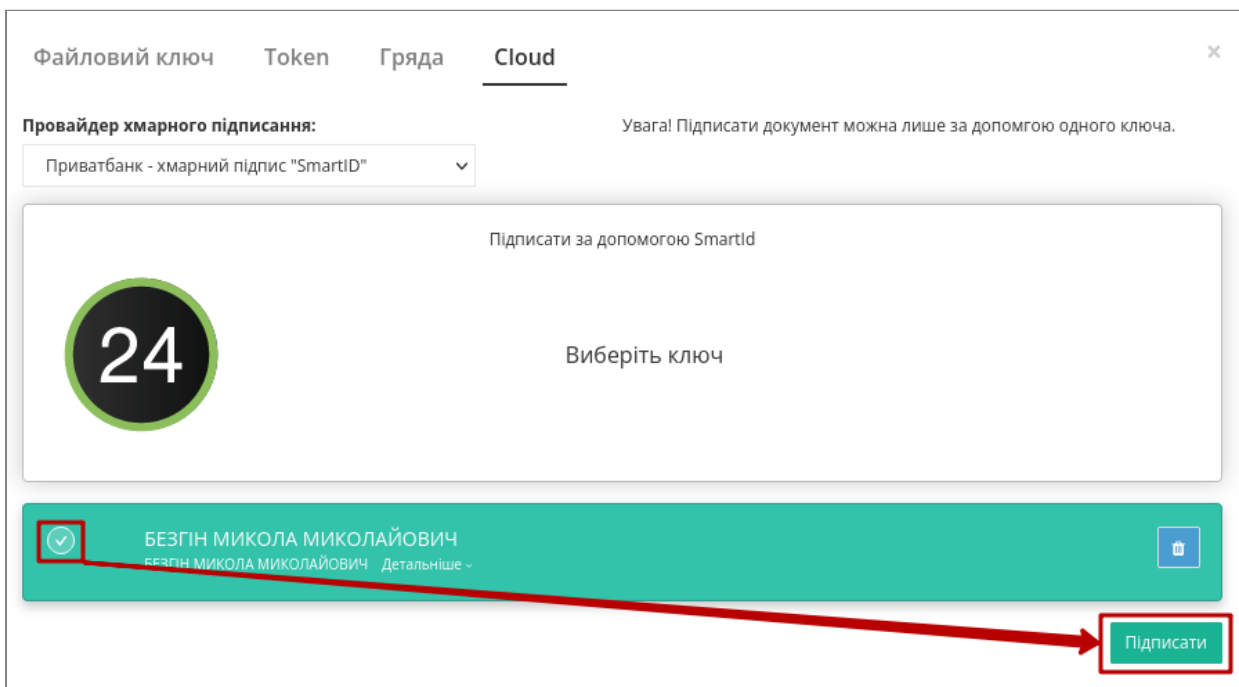 Файловий ключ Token Гряда Cloud ×
Провайдер хмарного підписання: Увага! Підписати документ можна лише за допомгою одного ключа.
Приватбанк - хмарний підпис "SmartID"
Підписати за допомогою SmartId
24
Виберіть ключ
БЕЗГІН МИКОЛА МИКОЛАЙОВИЧ
БЕЗГІН МИКОЛА МИКОЛАЙОВИЧ Детальніше
Підписати